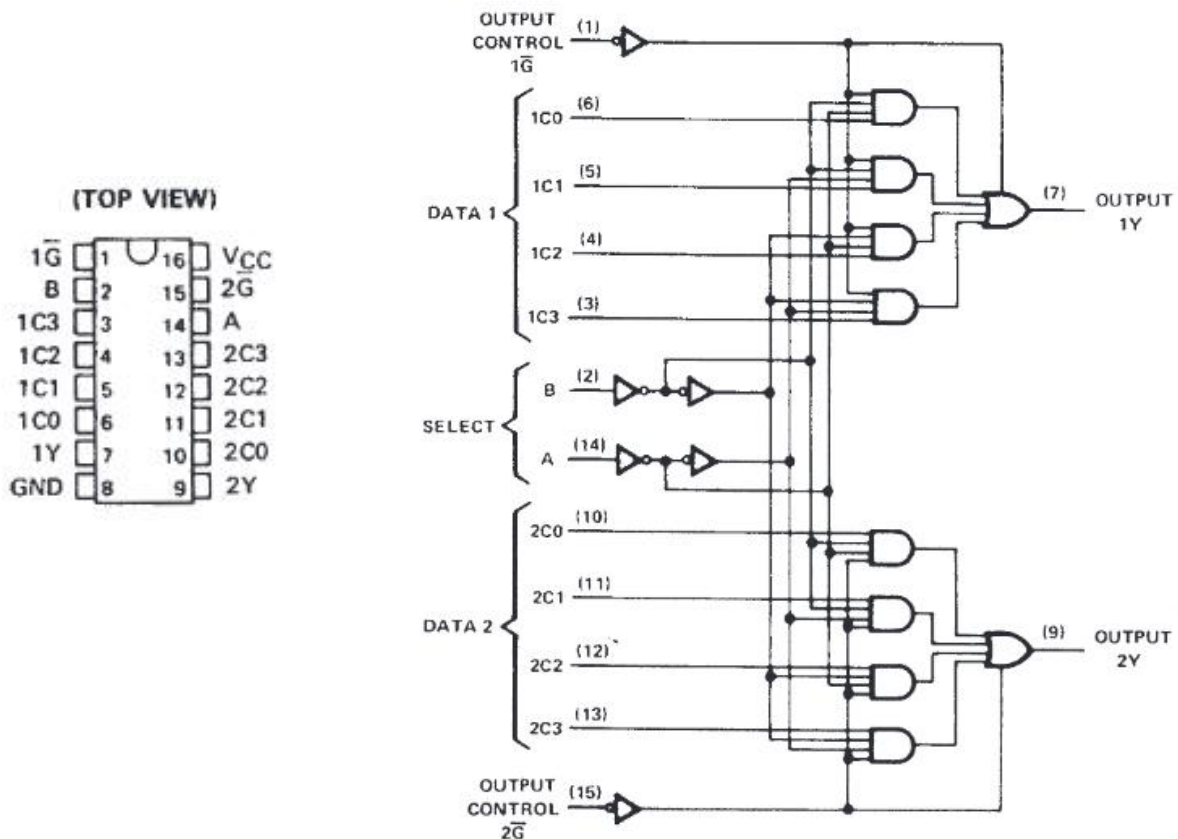 (TOP VIEW)
1G̅ 1 16 VCC
B 2 15 2G̅
1C3 3 14 A
1C2 4 13 2C3
1C1 5 12 2C2
1C0 6 11 2C1
1Y 7 10 2C0
GND 8 9 2Y
OUTPUT
CONTROL
1G̅
(1)
DATA 1
1C0 (6)
1C1 (5)
1C2 (4)
1C3 (3)
(7)
OUTPUT
1Y
SELECT
B (2)
A (14)
DATA 2
2C0 (10)
2C1 (11)
2C2 (12)
2C3 (13)
(9)
OUTPUT
2Y
OUTPUT
CONTROL
2G̅
(15)